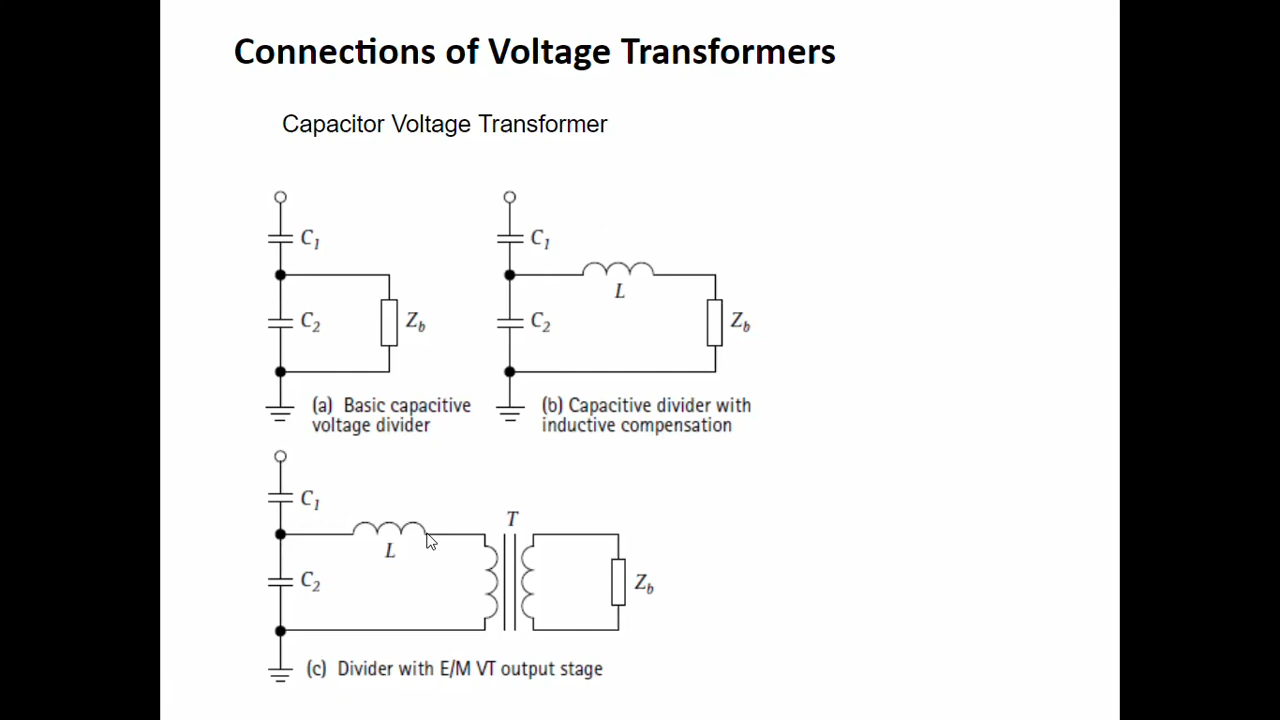 Connections of Voltage Transformers
Capacitor Voltage Transformer
C1
C2
Zb
(a) Basic capacitive
voltage divider
C1
L
C2
Zb
(b) Capacitive divider with
inductive compensation
C1
L
T
C2
Zb
(c) Divider with E/M VT output stage